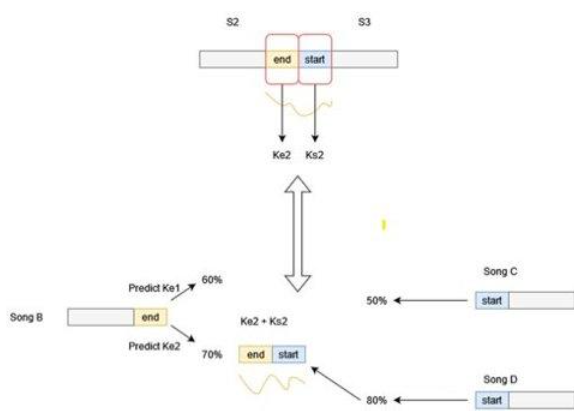 S2 S3
end start
Ke2 Ks2
Predict Ke1 60%
Song B end
Predict Ke2 70%
Ke2 + Ks2
end start
Song C
50% start
Song D
80% start